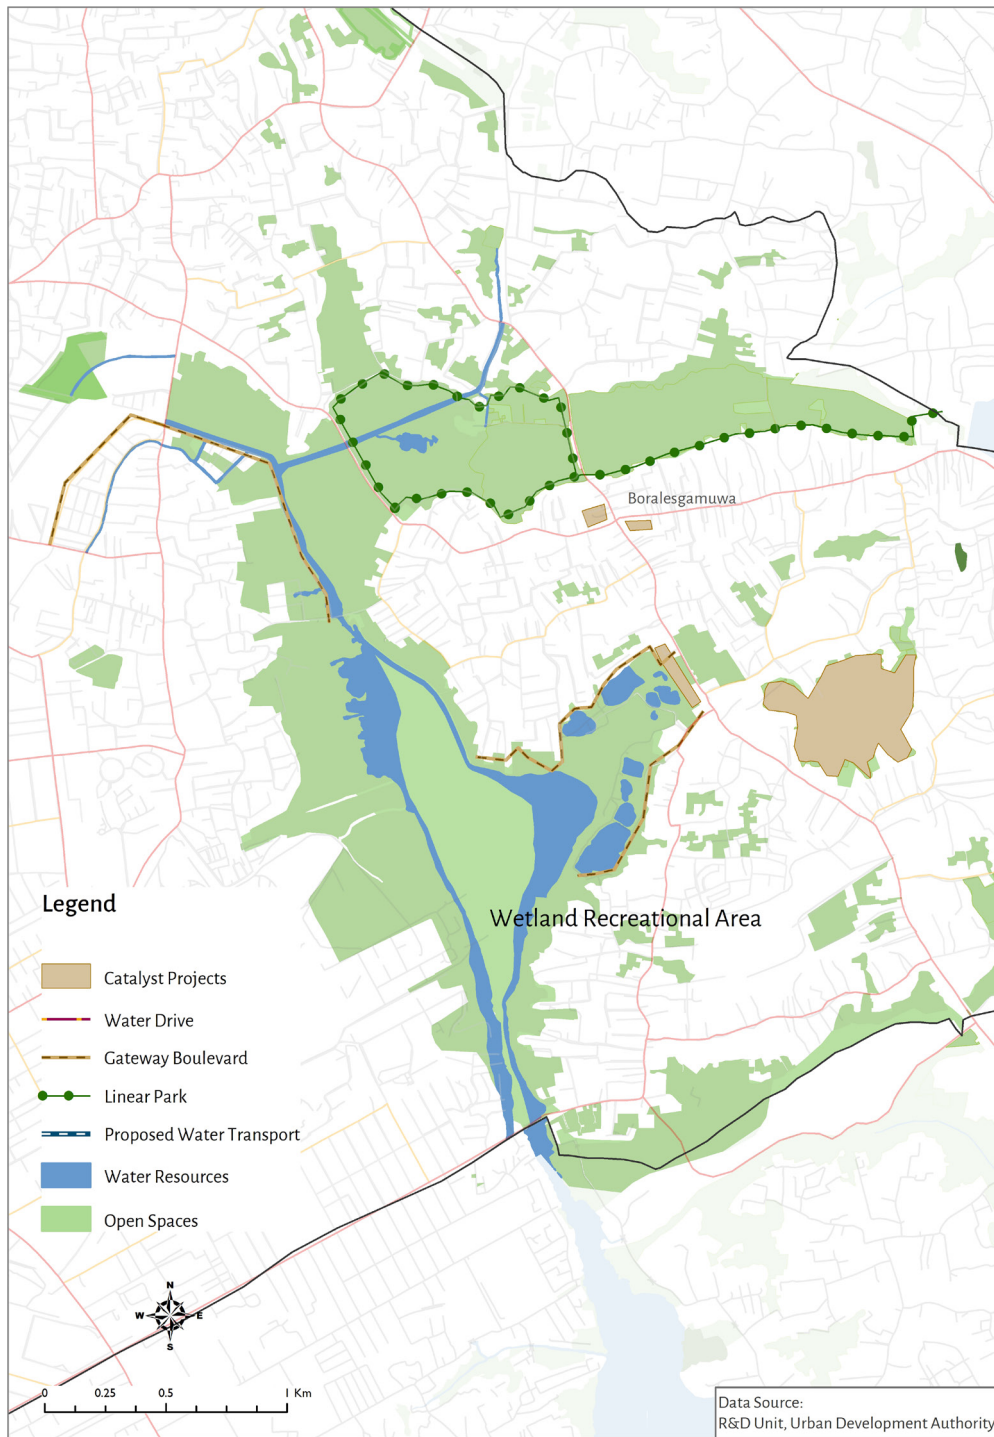 Boralesgamuwa
Wetland Recreational Area
Legend
Catalyst Projects
Water Drive
Gateway Boulevard
Linear Park
Proposed Water Transport
Water Resources
Open Spaces
N
W E
S
0 0.25 0.5 1 Km
Data Source:
R&D Unit, Urban Development Authority